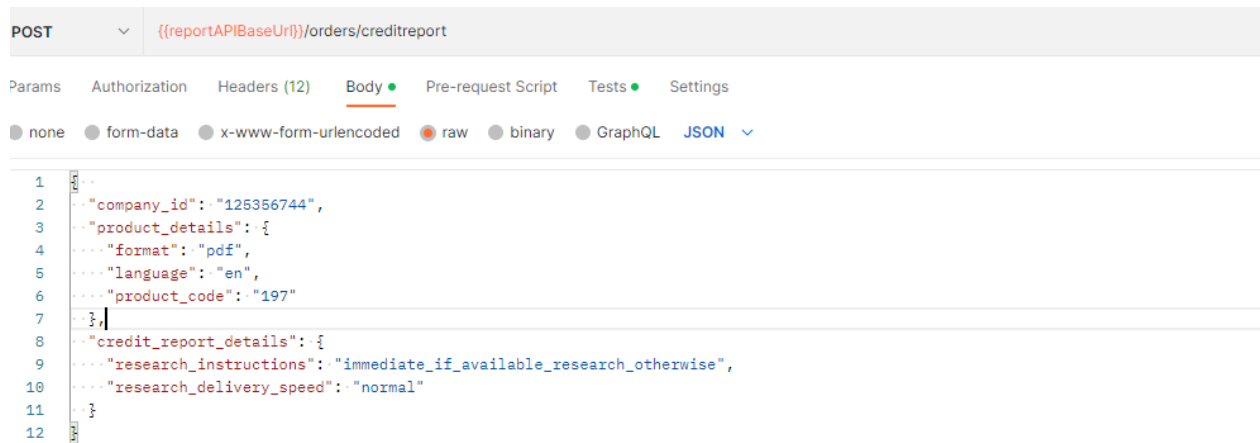 POST {{reportAPIBaseUrl}}/orders/creditreport
Params Authorization Headers (12) Body Pre-request Script Tests Settings
none form-data x-www-form-urlencoded raw binary GraphQL JSON
1 {
2 "company_id": "125356744",
3 "product_details": {
4 "format": "pdf",
5 "language": "en",
6 "product_code": "197"
7 },
8 "credit_report_details": {
9 "research_instructions": "immediate_if_available_research_otherwise",
10 "research_delivery_speed": "normal"
11 }
12 }